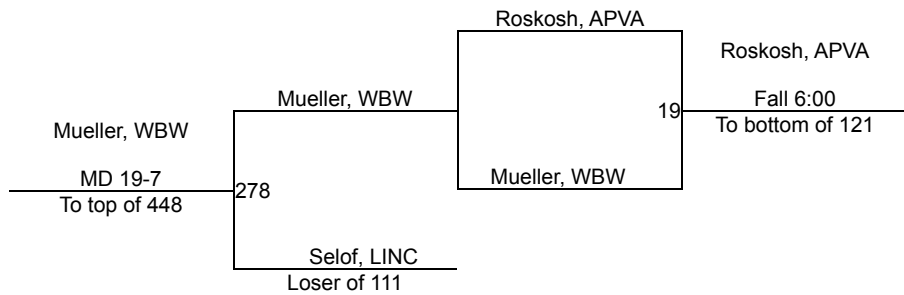 Roskosh, APVA
Roskosh, APVA
Mueller, WBW
19
Fall 6:00
To bottom of 121
Mueller, WBW
MD 19-7
278
Mueller, WBW
To top of 448
Selof, LINC
Loser of 111